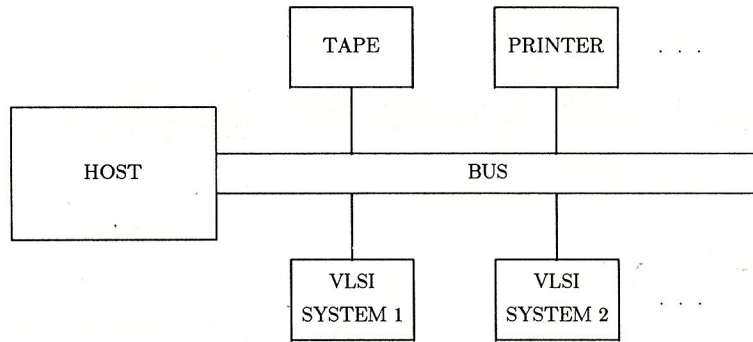 TAPE
PRINTER
. . .
HOST
BUS
VLSI
SYSTEM 1
VLSI
SYSTEM 2
. . .